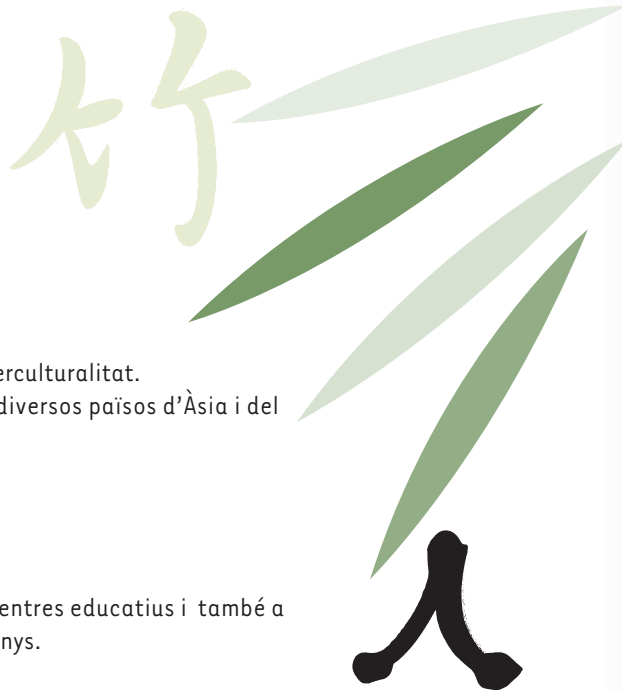 竹
erculturalitat.
diversos països d'Àsia i del
entres educatius i també a
nys.
人